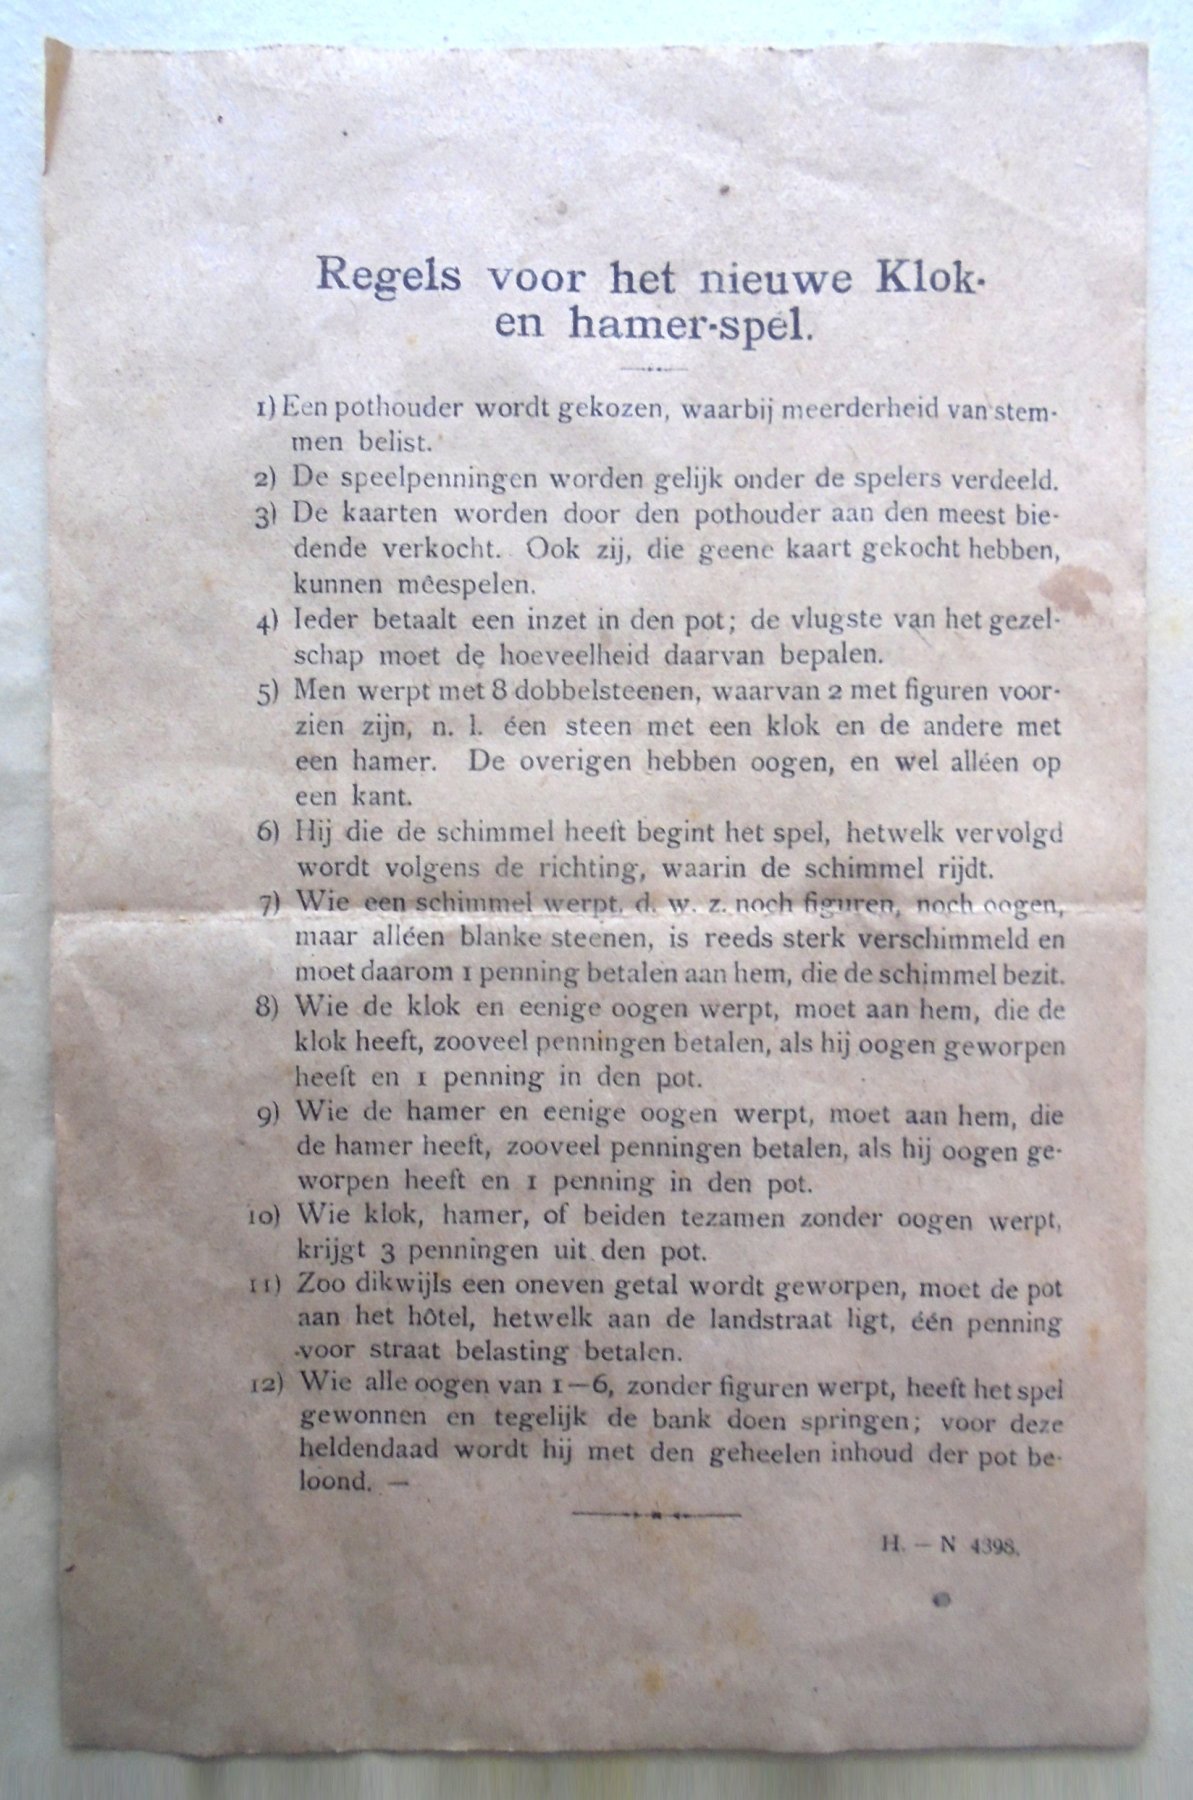 Regels voor het nieuwe Klok-
en hamer-spel.
1) Een pothouder wordt gekozen, waarbij meerderheid van stem-
men belist.
2) De speelpenningen worden gelijk onder de spelers verdeeld.
3) De kaarten worden door den pothouder aan den meest bie-
dende verkocht. Ook zij, die geene kaart gekocht hebben,
kunnen mêespelen.
4) Ieder betaalt een inzet in den pot; de vlugste van het gezel-
schap moet de hoeveelheid daarvan bepalen.
5) Men werpt met 8 dobbelsteenen, waarvan 2 met figuren voor-
zien zijn, n. l. éen steen met een klok en de andere met
een hamer. De overigen hebben oogen, en wel alléen op
een kant.
6) Hij die de schimmel heeft begint het spel, hetwelk vervolgd
wordt volgens de richting, waarin de schimmel rijdt.
7) Wie een schimmel werpt, d. w. z. noch figuren, noch oogen,
maar alléen blanke steenen, is reeds sterk verschimmeld en
moet daarom 1 penning betalen aan hem, die de schimmel bezit.
8) Wie de klok en eenige oogen werpt, moet aan hem, die de
klok heeft, zooveel penningen betalen, als hij oogen geworpen
heeft en 1 penning in den pot.
9) Wie de hamer en eenige oogen werpt, moet aan hem, die
de hamer heeft, zooveel penningen betalen, als hij oogen ge-
worpen heeft en 1 penning in den pot.
10) Wie klok, hamer, of beiden tezamen zonder oogen werpt,
krijgt 3 penningen uit den pot.
11) Zoo dikwijls een oneven getal wordt geworpen, moet de pot
aan het hôtel, hetwelk aan de landstraat ligt, één penning
voor straat belasting betalen.
12) Wie alle oogen van 1—6, zonder figuren werpt, heeft het spel
gewonnen en tegelijk de bank doen springen; voor deze
heldendaad wordt hij met den geheelen inhoud der pot be-
loond. —
H. — N 4398.